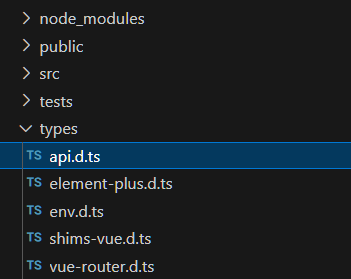 node_modules
public
src
tests
types
TS api.d.ts
TS element-plus.d.ts
TS env.d.ts
TS shims-vue.d.ts
TS vue-router.d.ts